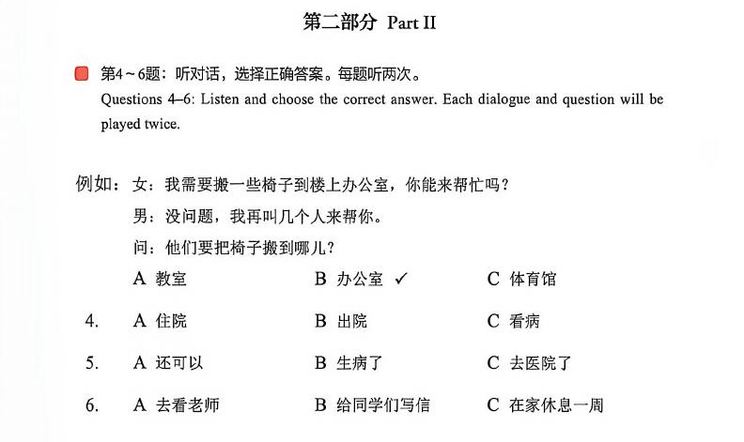 第二部分 Part II
第4～6题：听对话，选择正确答案。每题听两次。
Questions 4–6: Listen and choose the correct answer. Each dialogue and question will be
played twice.
例如：女：我需要搬一些椅子到楼上办公室，你能来帮忙吗？
男：没问题，我再叫几个人来帮你。
问：他们要把椅子搬到哪儿？
A 教室 B 办公室 ✓ C 体育馆
4. A 住院 B 出院 C 看病
5. A 还可以 B 生病了 C 去医院了
6. A 去看老师 B 给同学们写信 C 在家休息一周